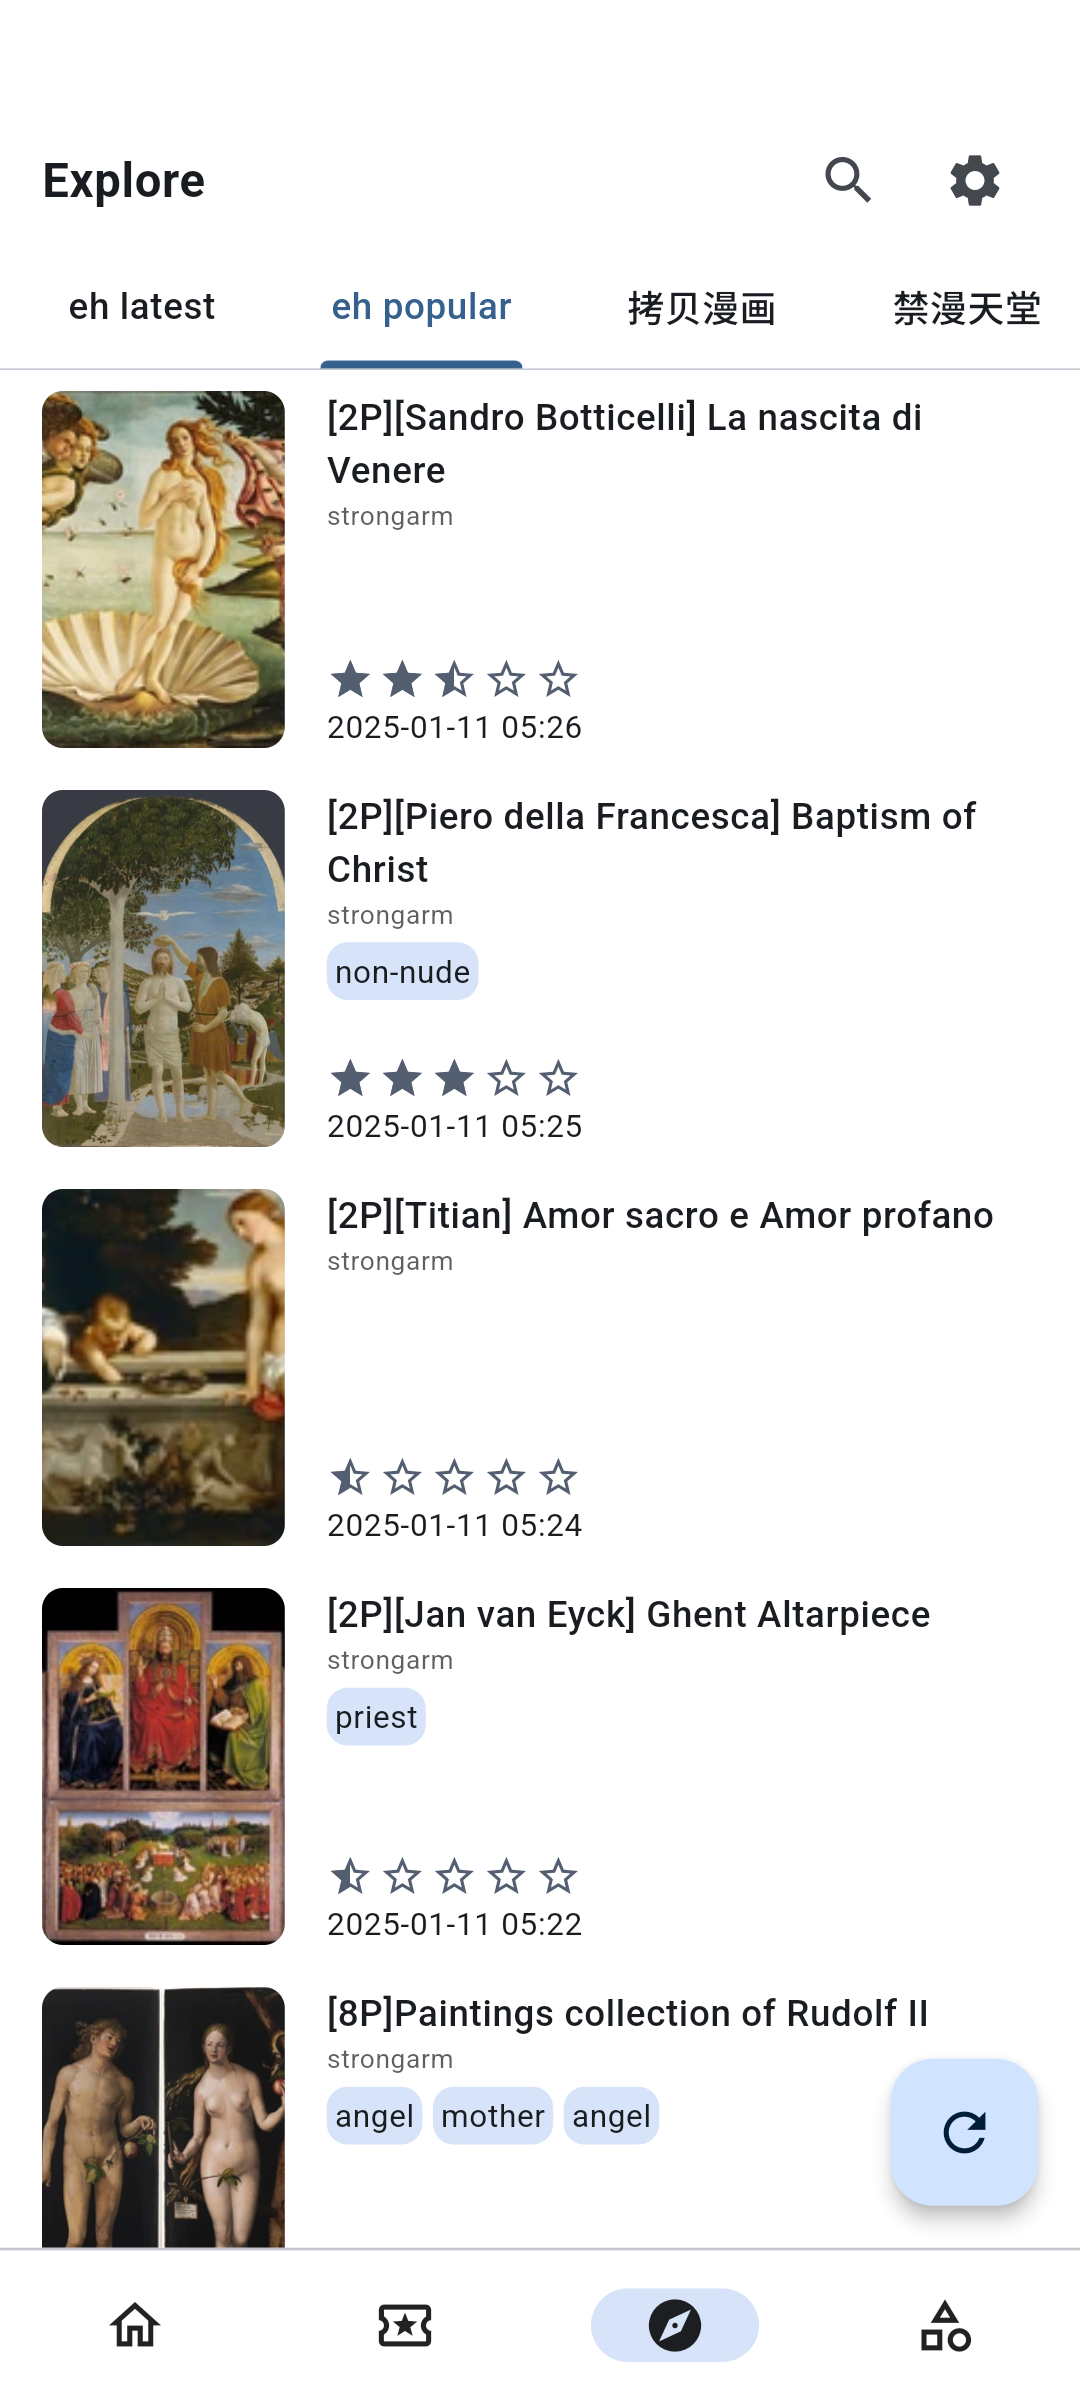 Explore
eh latest
eh popular
拷贝漫画
禁漫天堂
[2P][Sandro Botticelli] La nascita di
Venere
strongarm
2025-01-11 05:26
[2P][Piero della Francesca] Baptism of
Christ
strongarm
non-nude
2025-01-11 05:25
[2P][Titian] Amor sacro e Amor profano
strongarm
2025-01-11 05:24
[2P][Jan van Eyck] Ghent Altarpiece
strongarm
priest
2025-01-11 05:22
[8P]Paintings collection of Rudolf II
strongarm
angel
mother
angel